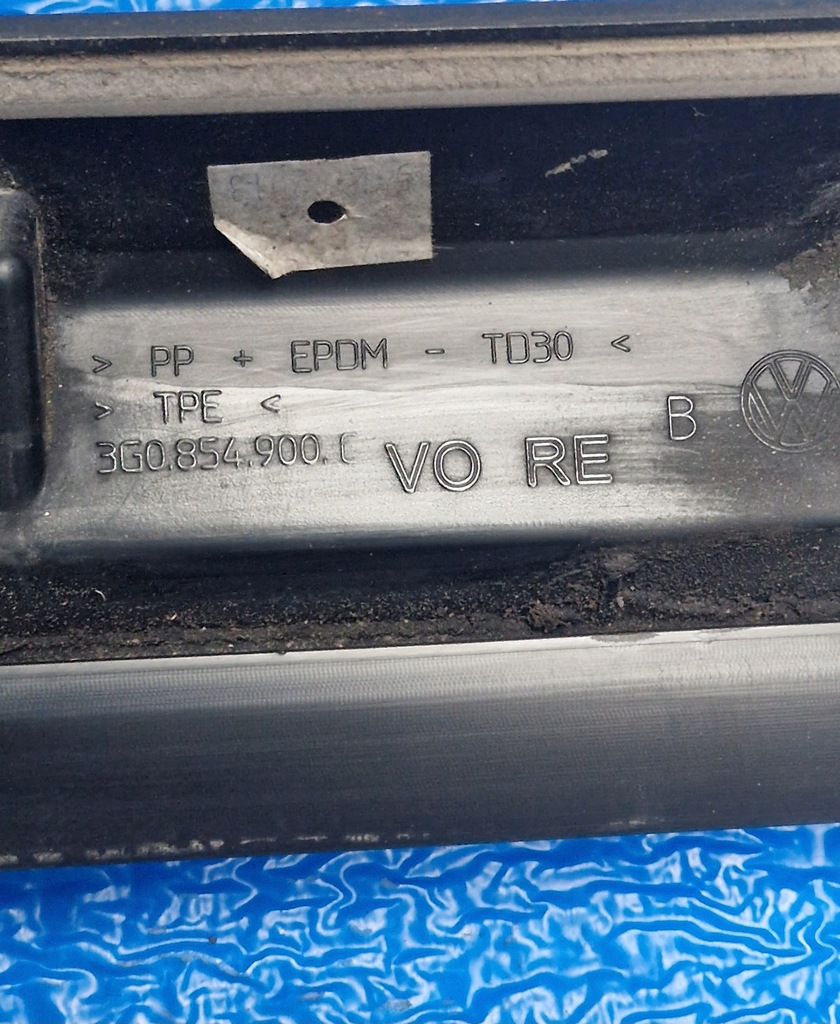 > PP + EPDM - TD30 <
> TPE <
3G0.854.900.C VO RE B